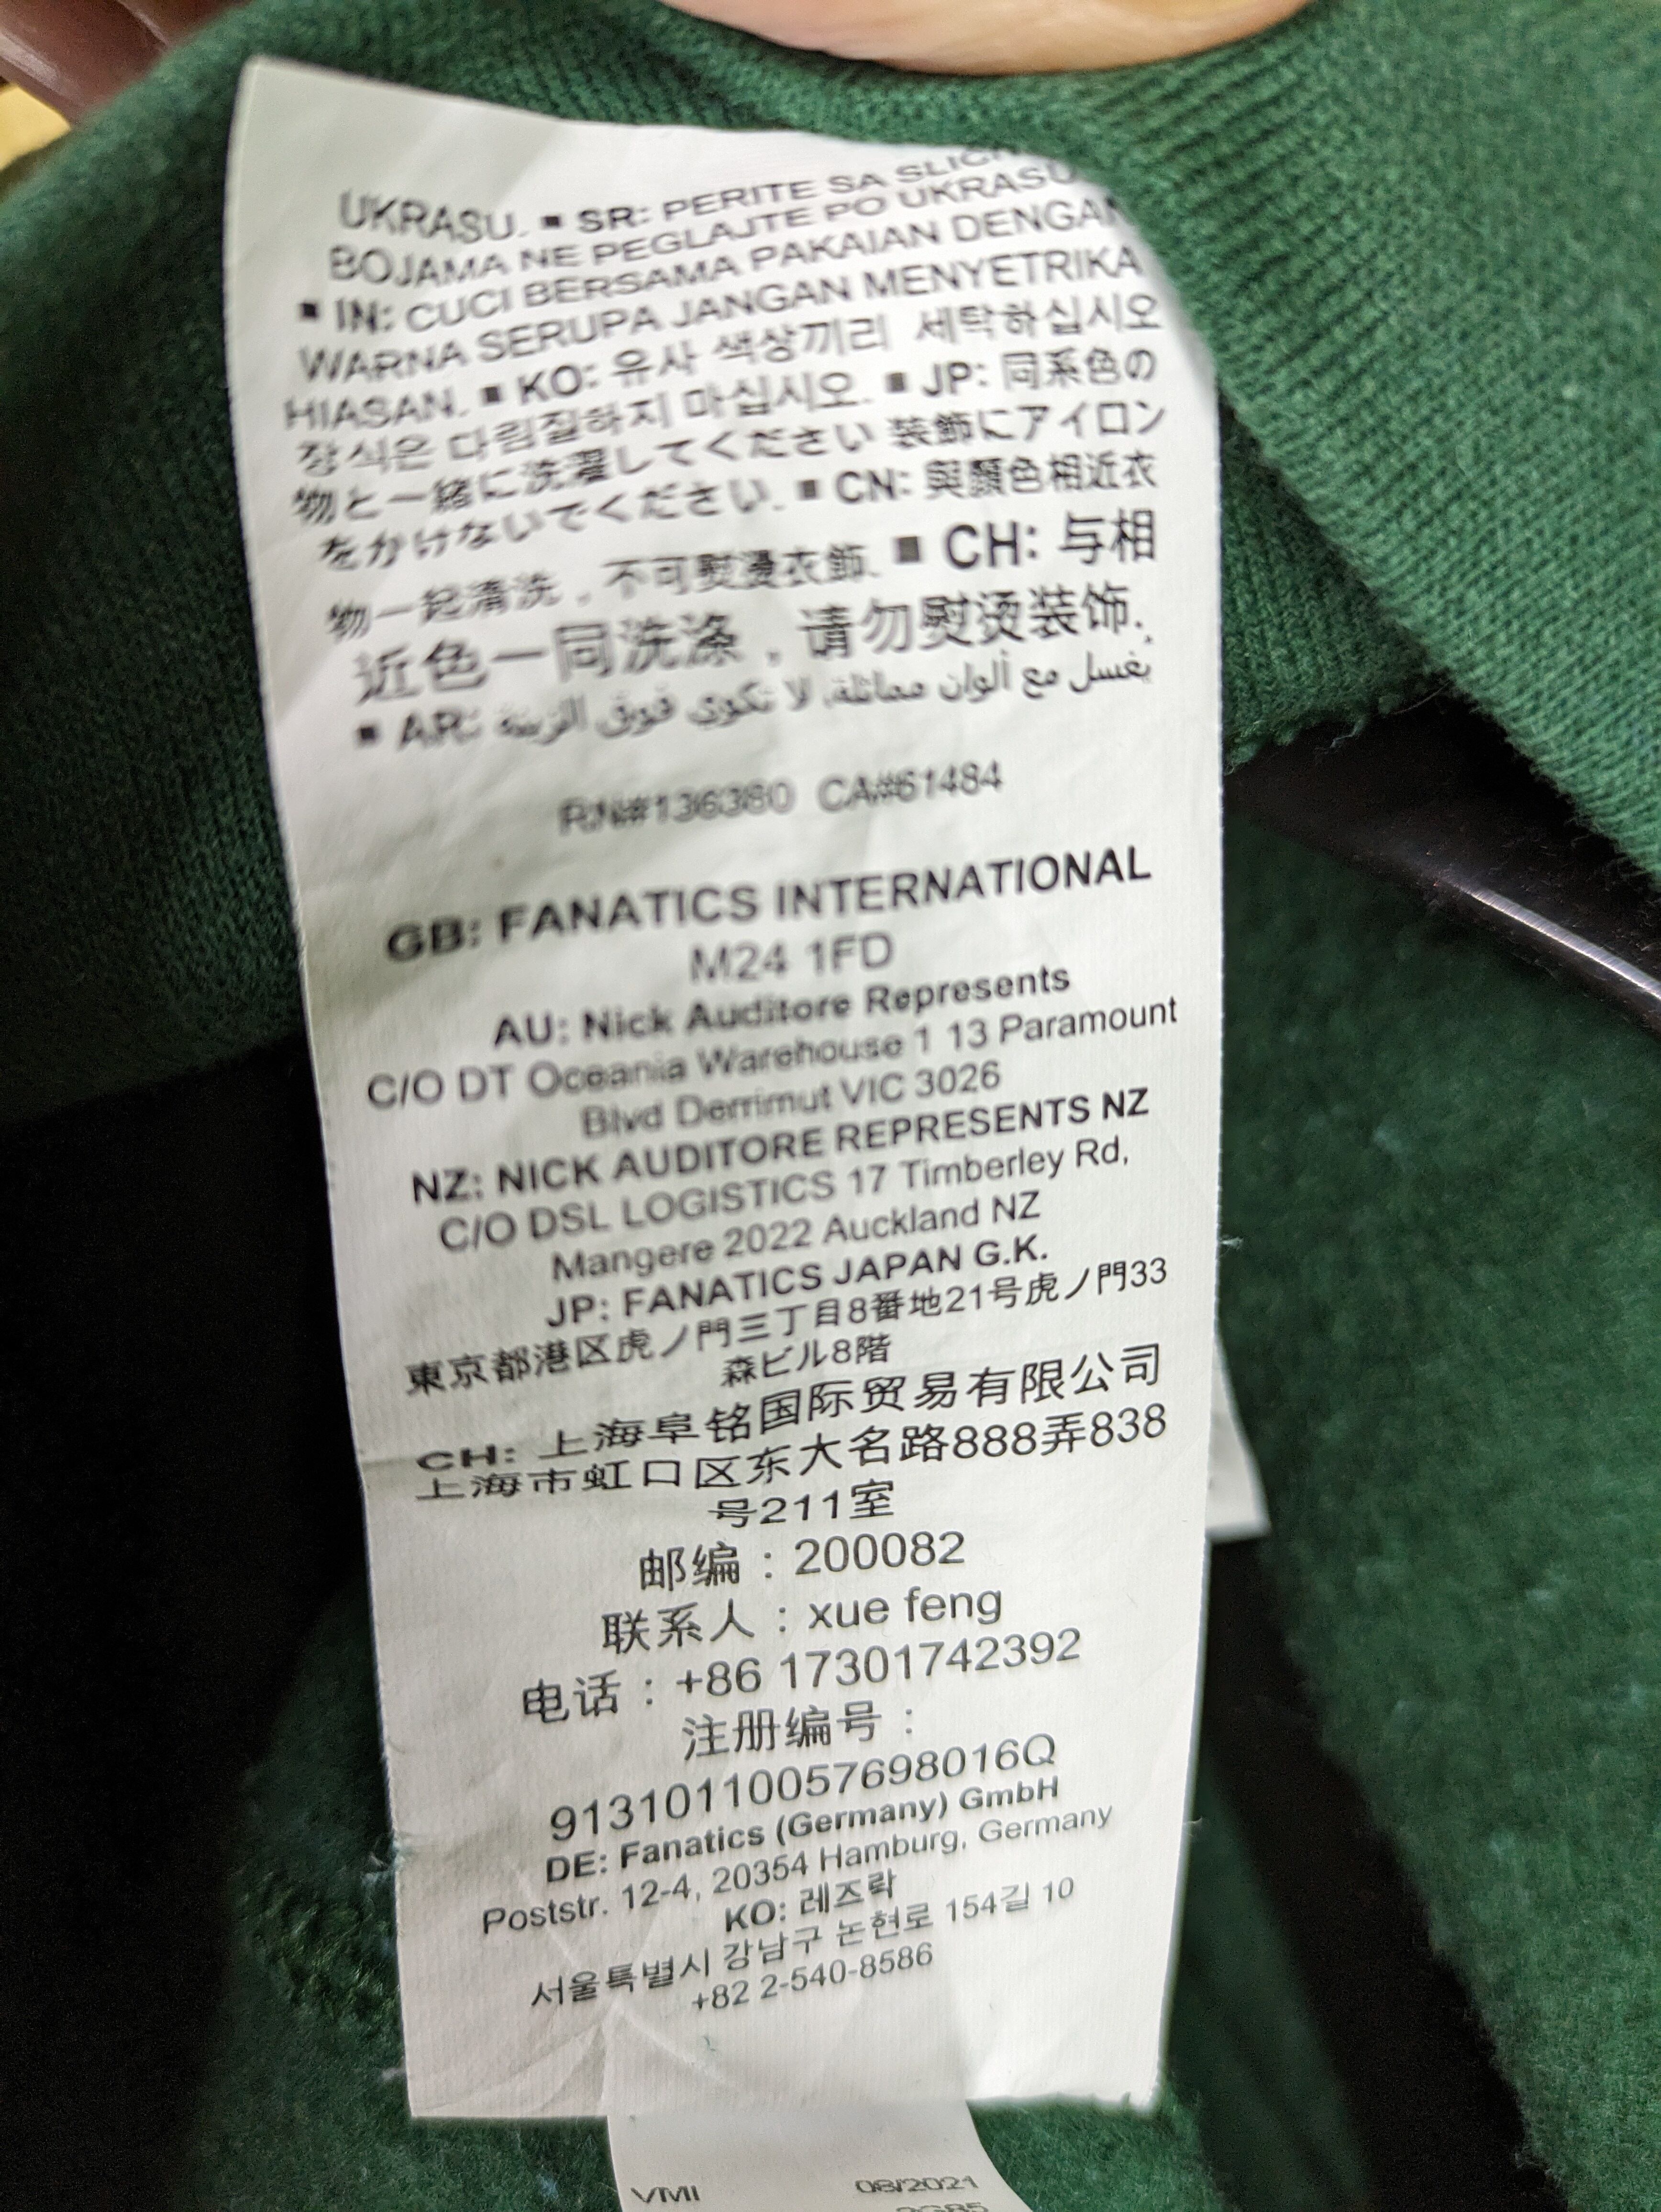 UKRASU. ■ SR: PERITE SA
BOJAMA NE PEGLAJTE PO UKRASU
■ IN: CUCI BERSAMA PAKAIAN DENGAN
WARNA SERUPA JANGAN MENYETRIKA
HIASAN. ■ KO: 유사 색상끼리 세탁하십시오
장식은 다림질하지 마십시오. ■ JP: 同系色の
物と一緒に洗濯してください 装飾にアイロン
をかけないでください. ■ CN: 與顏色相近衣
物一起清洗，不可熨燙衣飾. ■ CH: 与相
近色一同洗涤，请勿熨烫装饰.
■ AR: يغسل مع ألوان مماثلة, لا تكوي فوق الزينة
RN#136380 CA#61484
GB: FANATICS INTERNATIONAL
M24 1FD
AU: Nick Auditore Represents
C/O DT Oceania Warehouse 1 13 Paramount
Blvd Derrimut VIC 3026
NZ: NICK AUDITORE REPRESENTS NZ
C/O DSL LOGISTICS 17 Timberley Rd,
Mangere 2022 Auckland NZ
JP: FANATICS JAPAN G.K.
東京都港区虎ノ門三丁目8番地21号虎ノ門33
森ビル8階
CH: 上海阜铭国际贸易有限公司
上海市虹口区东大名路888弄838
号211室
邮编：200082
联系人：xue feng
电话：+86 17301742392
注册编号：
91310110057698016Q
DE: Fanatics (Germany) GmbH
Poststr. 12-4, 20354 Hamburg, Germany
KO: 레즈락
서울특별시 강남구 논현로 154길 10
+82 2-540-8586
VMI 08/2021